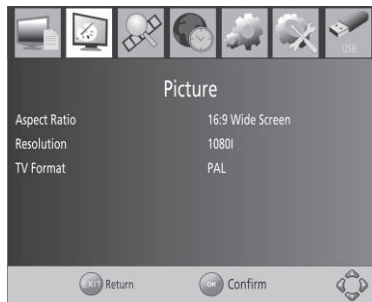 USB
Picture
Aspect Ratio 16:9 Wide Screen
Resolution 1080I
TV Format PAL
EXIT Return OK Confirm